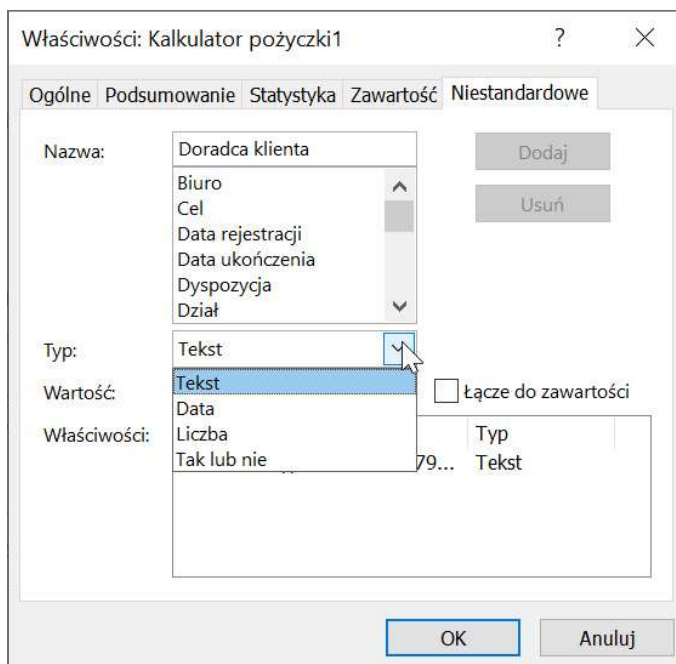 Właściwości: Kalkulator pożyczki1 ?
Ogólne Podsumowanie Statystyka Zawartość Niestandardowe
Nazwa: Doradca klienta Dodaj
Biuro
Cel Usuń
Data rejestracji
Data ukończenia
Dyspozycja
Dział
Typ: Tekst
Tekst
Wartość: Łącze do zawartości
Data
Właściwości: Liczba Typ
Tak lub nie 79... Tekst
OK Anuluj